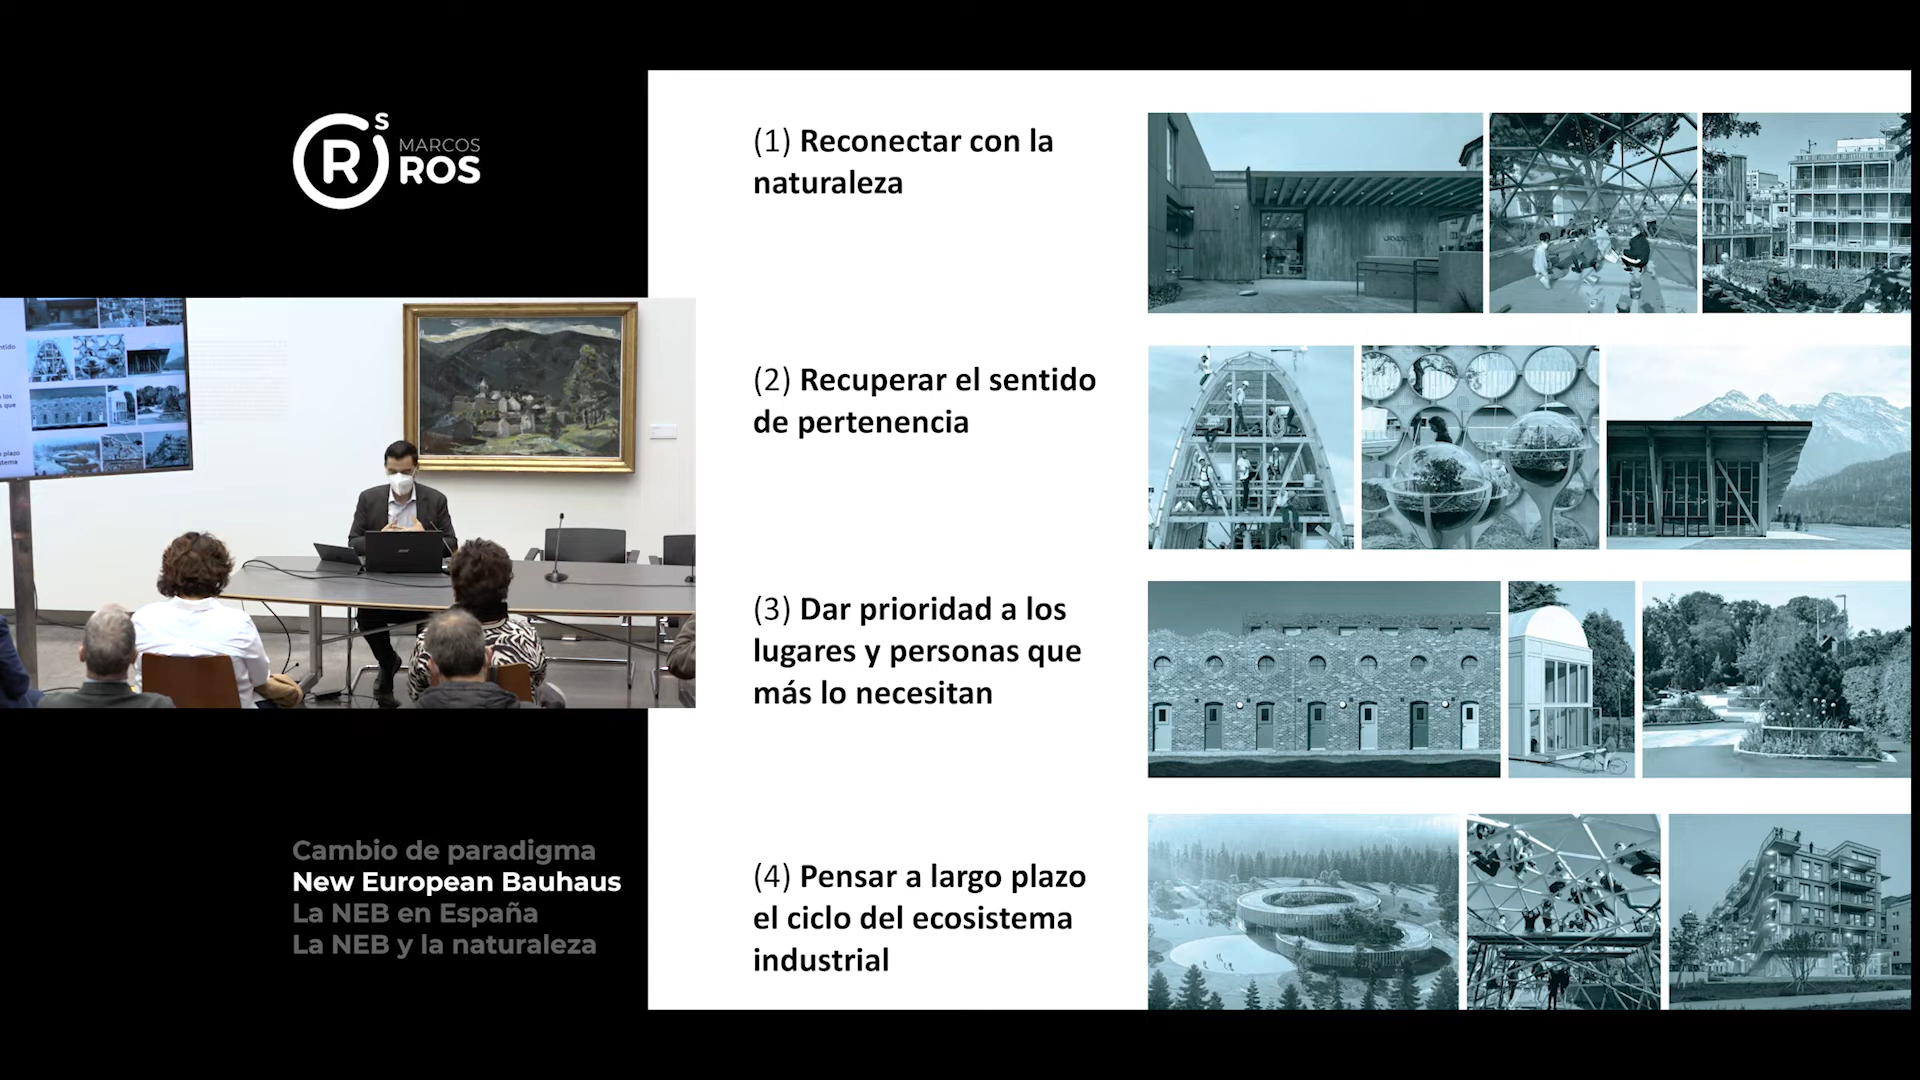 S
R
MARCOS
ROS
(1) Reconectar con la
naturaleza
(2) Recuperar el sentido
de pertenencia
(3) Dar prioridad a los
lugares y personas que
más lo necesitan
(4) Pensar a largo plazo
el ciclo del ecosistema
industrial
Cambio de paradigma
New European Bauhaus
La NEB en España
La NEB y la naturaleza